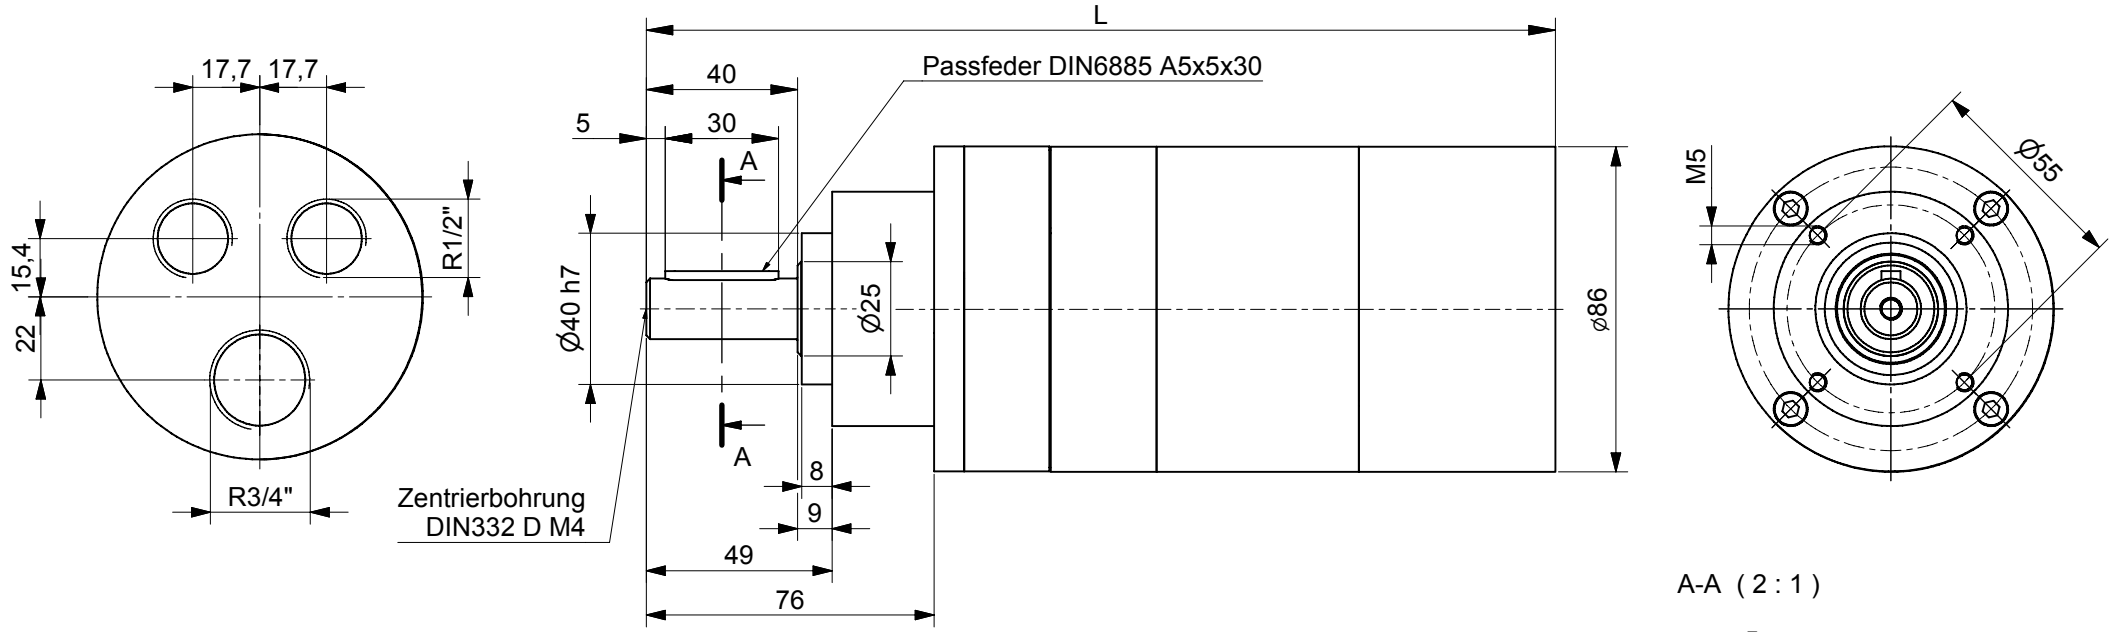 17,7
17,7
15,4
22
R1/2"
R3/4"
L
Passfeder DIN6885 A5x5x30
40
5
30
A
Ø40 h7
Ø25
Ø86
A
8
9
Zentrierbohrung
DIN332 D M4
49
76
M5
Ø55
A-A ( 2 : 1 )